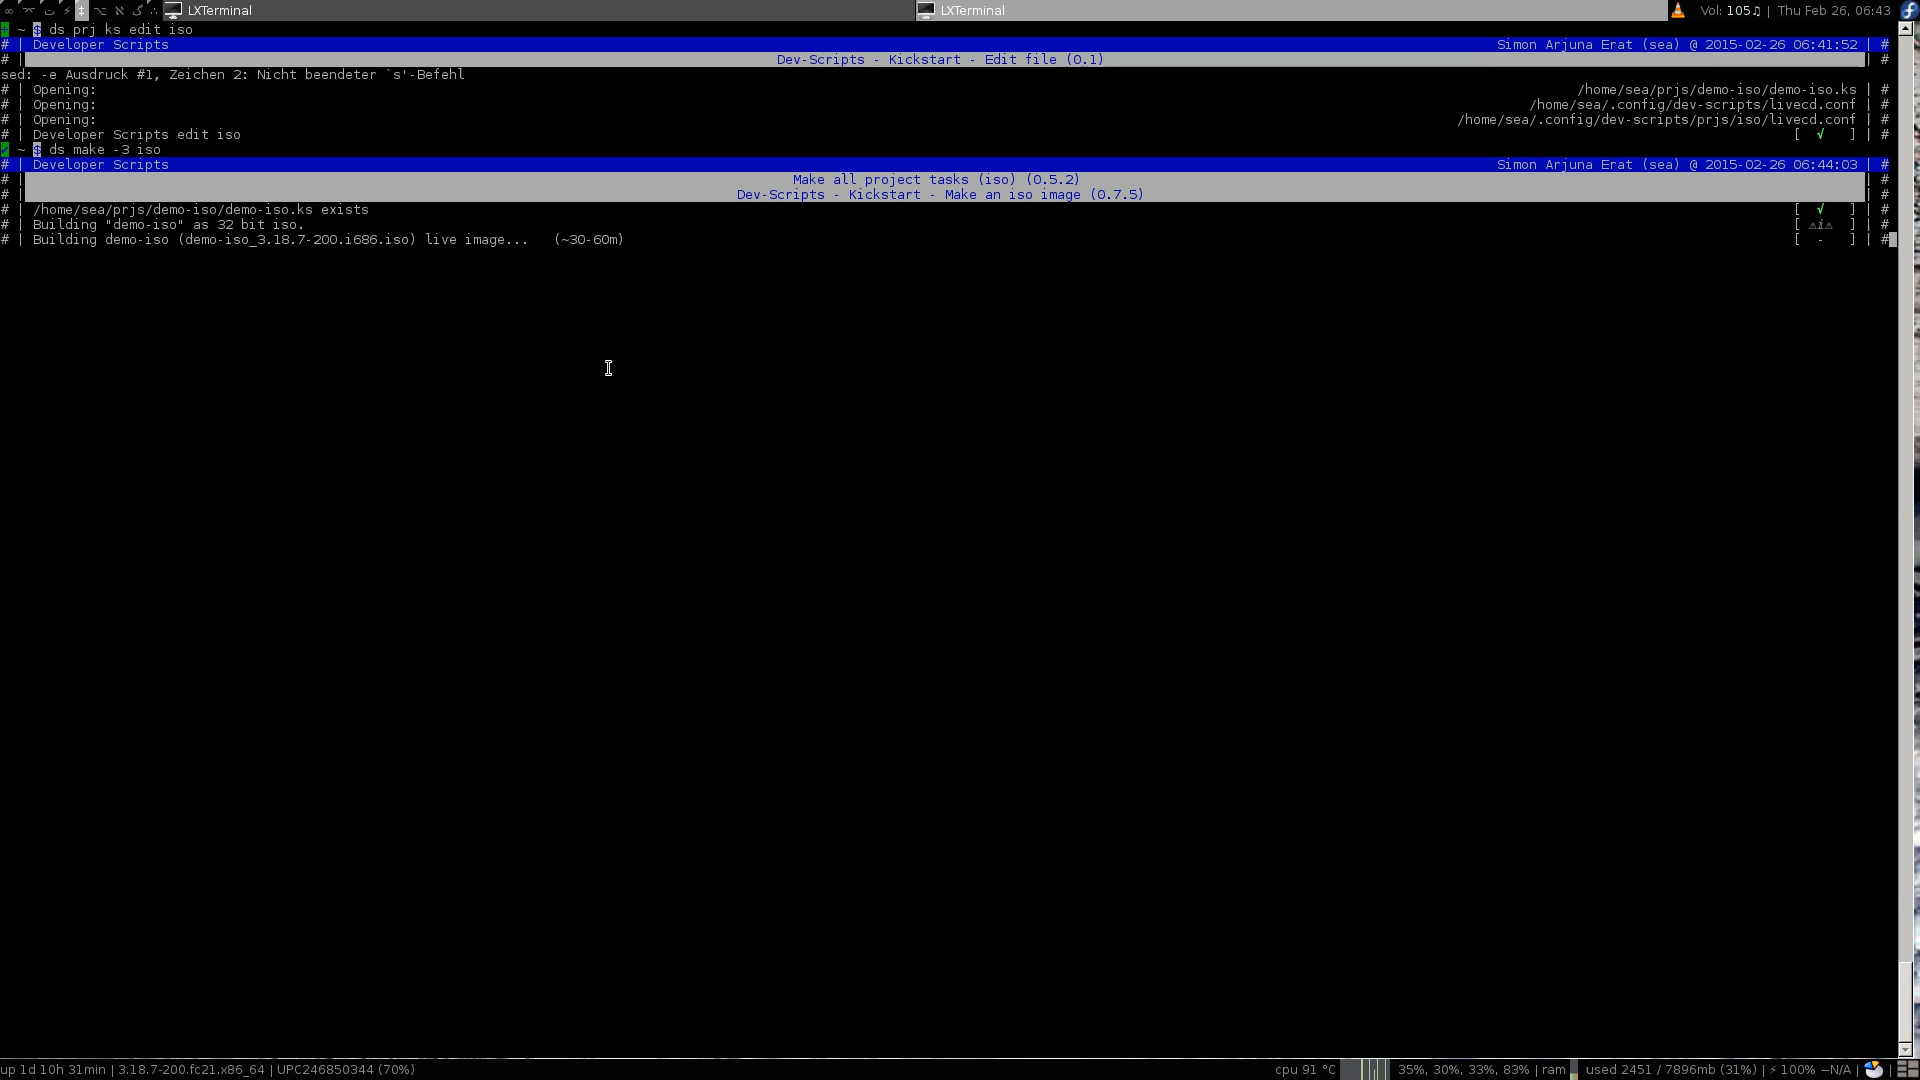 LXTerminal LXTerminal Vol: 105♫ | Thu Feb 26, 06:43
~ $ ds prj ks edit iso
# | Developer Scripts Simon Arjuna Erat (sea) @ 2015-02-26 06:41:52 | #
# | Dev-Scripts - Kickstart - Edit file (0.1) | #
sed: -e Ausdruck #1, Zeichen 2: Nicht beendeter `s'-Befehl
# | Opening: /home/sea/prjs/demo-iso/demo-iso.ks | #
# | Opening: /home/sea/.config/dev-scripts/livecd.conf | #
# | Opening: /home/sea/.config/dev-scripts/prjs/iso/livecd.conf | #
# | Developer Scripts edit iso [ √ ] | #
~ $ ds make -3 iso
# | Developer Scripts Simon Arjuna Erat (sea) @ 2015-02-26 06:44:03 | #
# | Make all project tasks (iso) (0.5.2) | #
# | Dev-Scripts - Kickstart - Make an iso image (0.7.5) | #
# | /home/sea/prjs/demo-iso/demo-iso.ks exists [ √ ] | #
# | Building "demo-iso" as 32 bit iso. [ ⚠i⚠ ] | #
# | Building demo-iso (demo-iso_3.18.7-200.i686.iso) live image... (~30-60m) [ - ] | #
up 1d 10h 31min | 3.18.7-200.fc21.x86_64 | UPC246850344 (70%) cpu 91 °C 35%, 30%, 33%, 83% | ram used 2451 / 7896mb (31%) | ⚡100% −N/A |